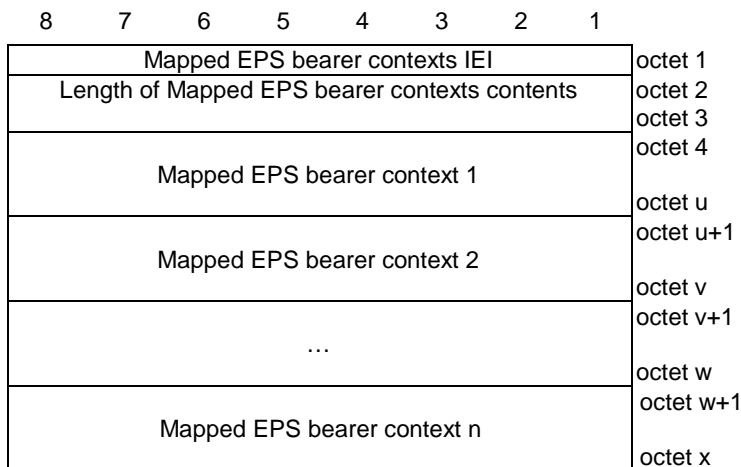 8 7 6 5 4 3 2 1
Mapped EPS bearer contexts IEI octet 1
Length of Mapped EPS bearer contexts contents octet 2
octet 3
octet 4
Mapped EPS bearer context 1
octet u
octet u+1
Mapped EPS bearer context 2
octet v
octet v+1
…
octet w
octet w+1
Mapped EPS bearer context n
octet x